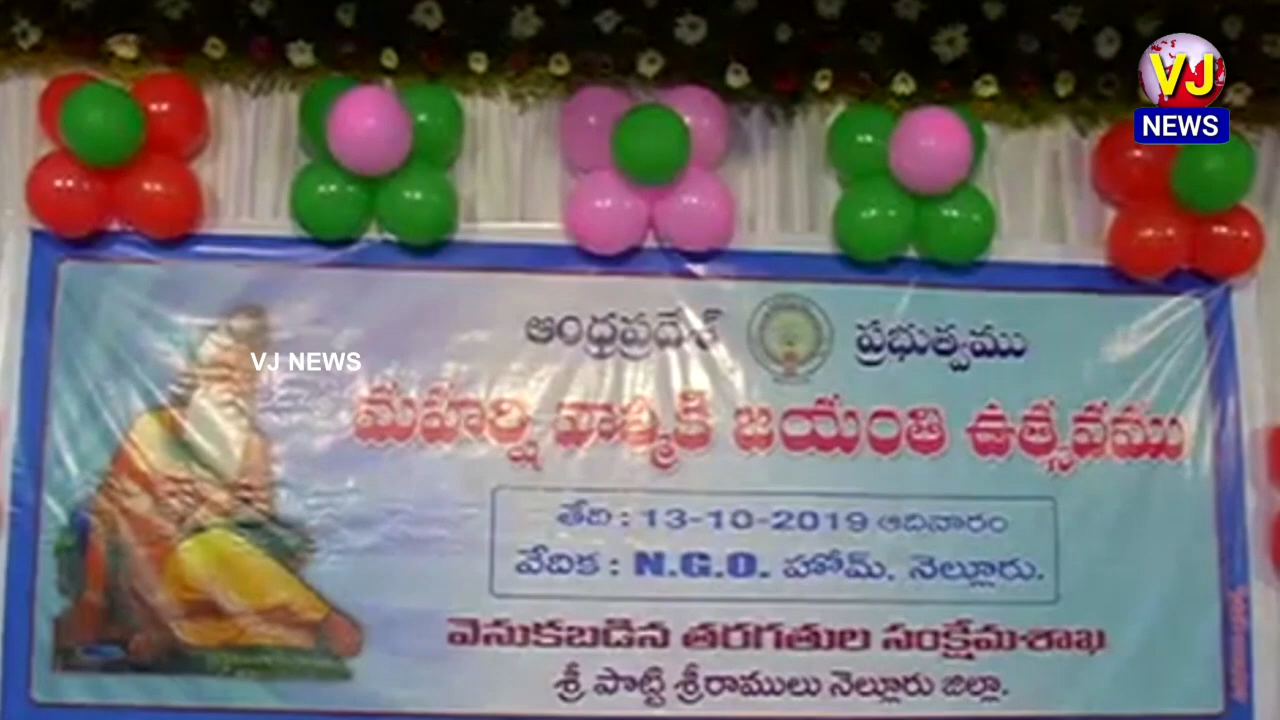 VJ
NEWS
ఆంధ్రప్రదేశ్ ప్రభుత్వము
VJ NEWS
మహర్షి వాల్మీకి జయంతి ఉత్సవము
తేది : 13-10-2019 ఆదివారం
వేదిక : N.G.O. హోమ్, నెల్లూరు.
వెనుకబడిన తరగతుల సంక్షేమశాఖ
శ్రీ పొట్టి శ్రీరాములు నెల్లూరు జిల్లా.